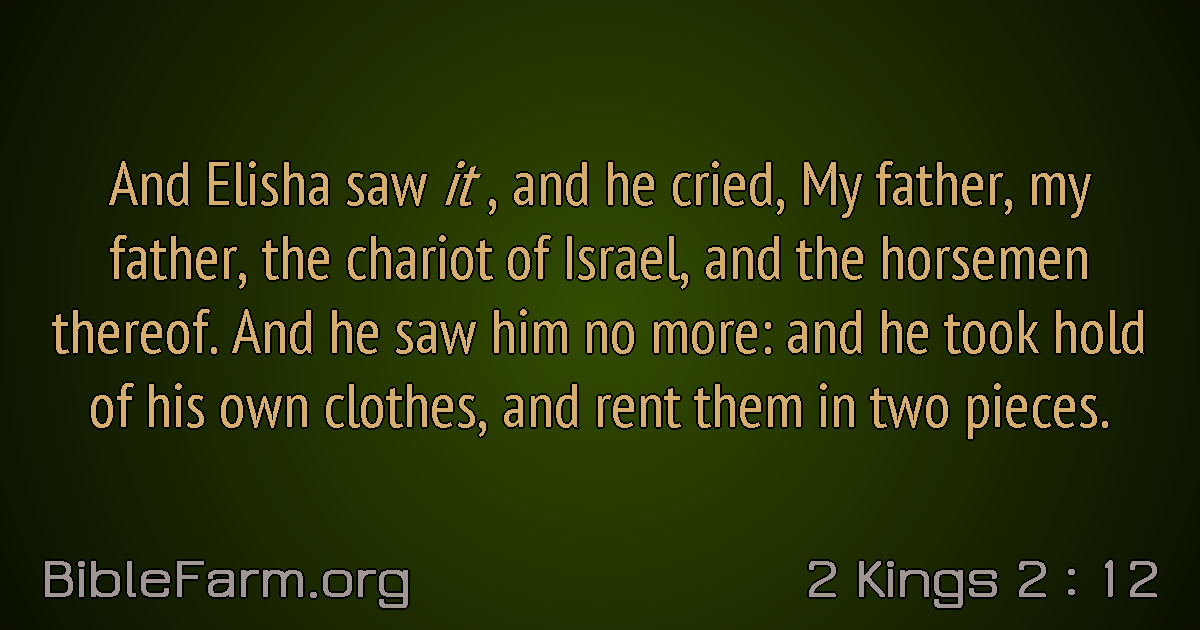 And Elisha saw it , and he cried, My father, my
father, the chariot of Israel, and the horsemen
thereof. And he saw him no more: and he took hold
of his own clothes, and rent them in two pieces.
BibleFarm.org
2 Kings 2 : 12